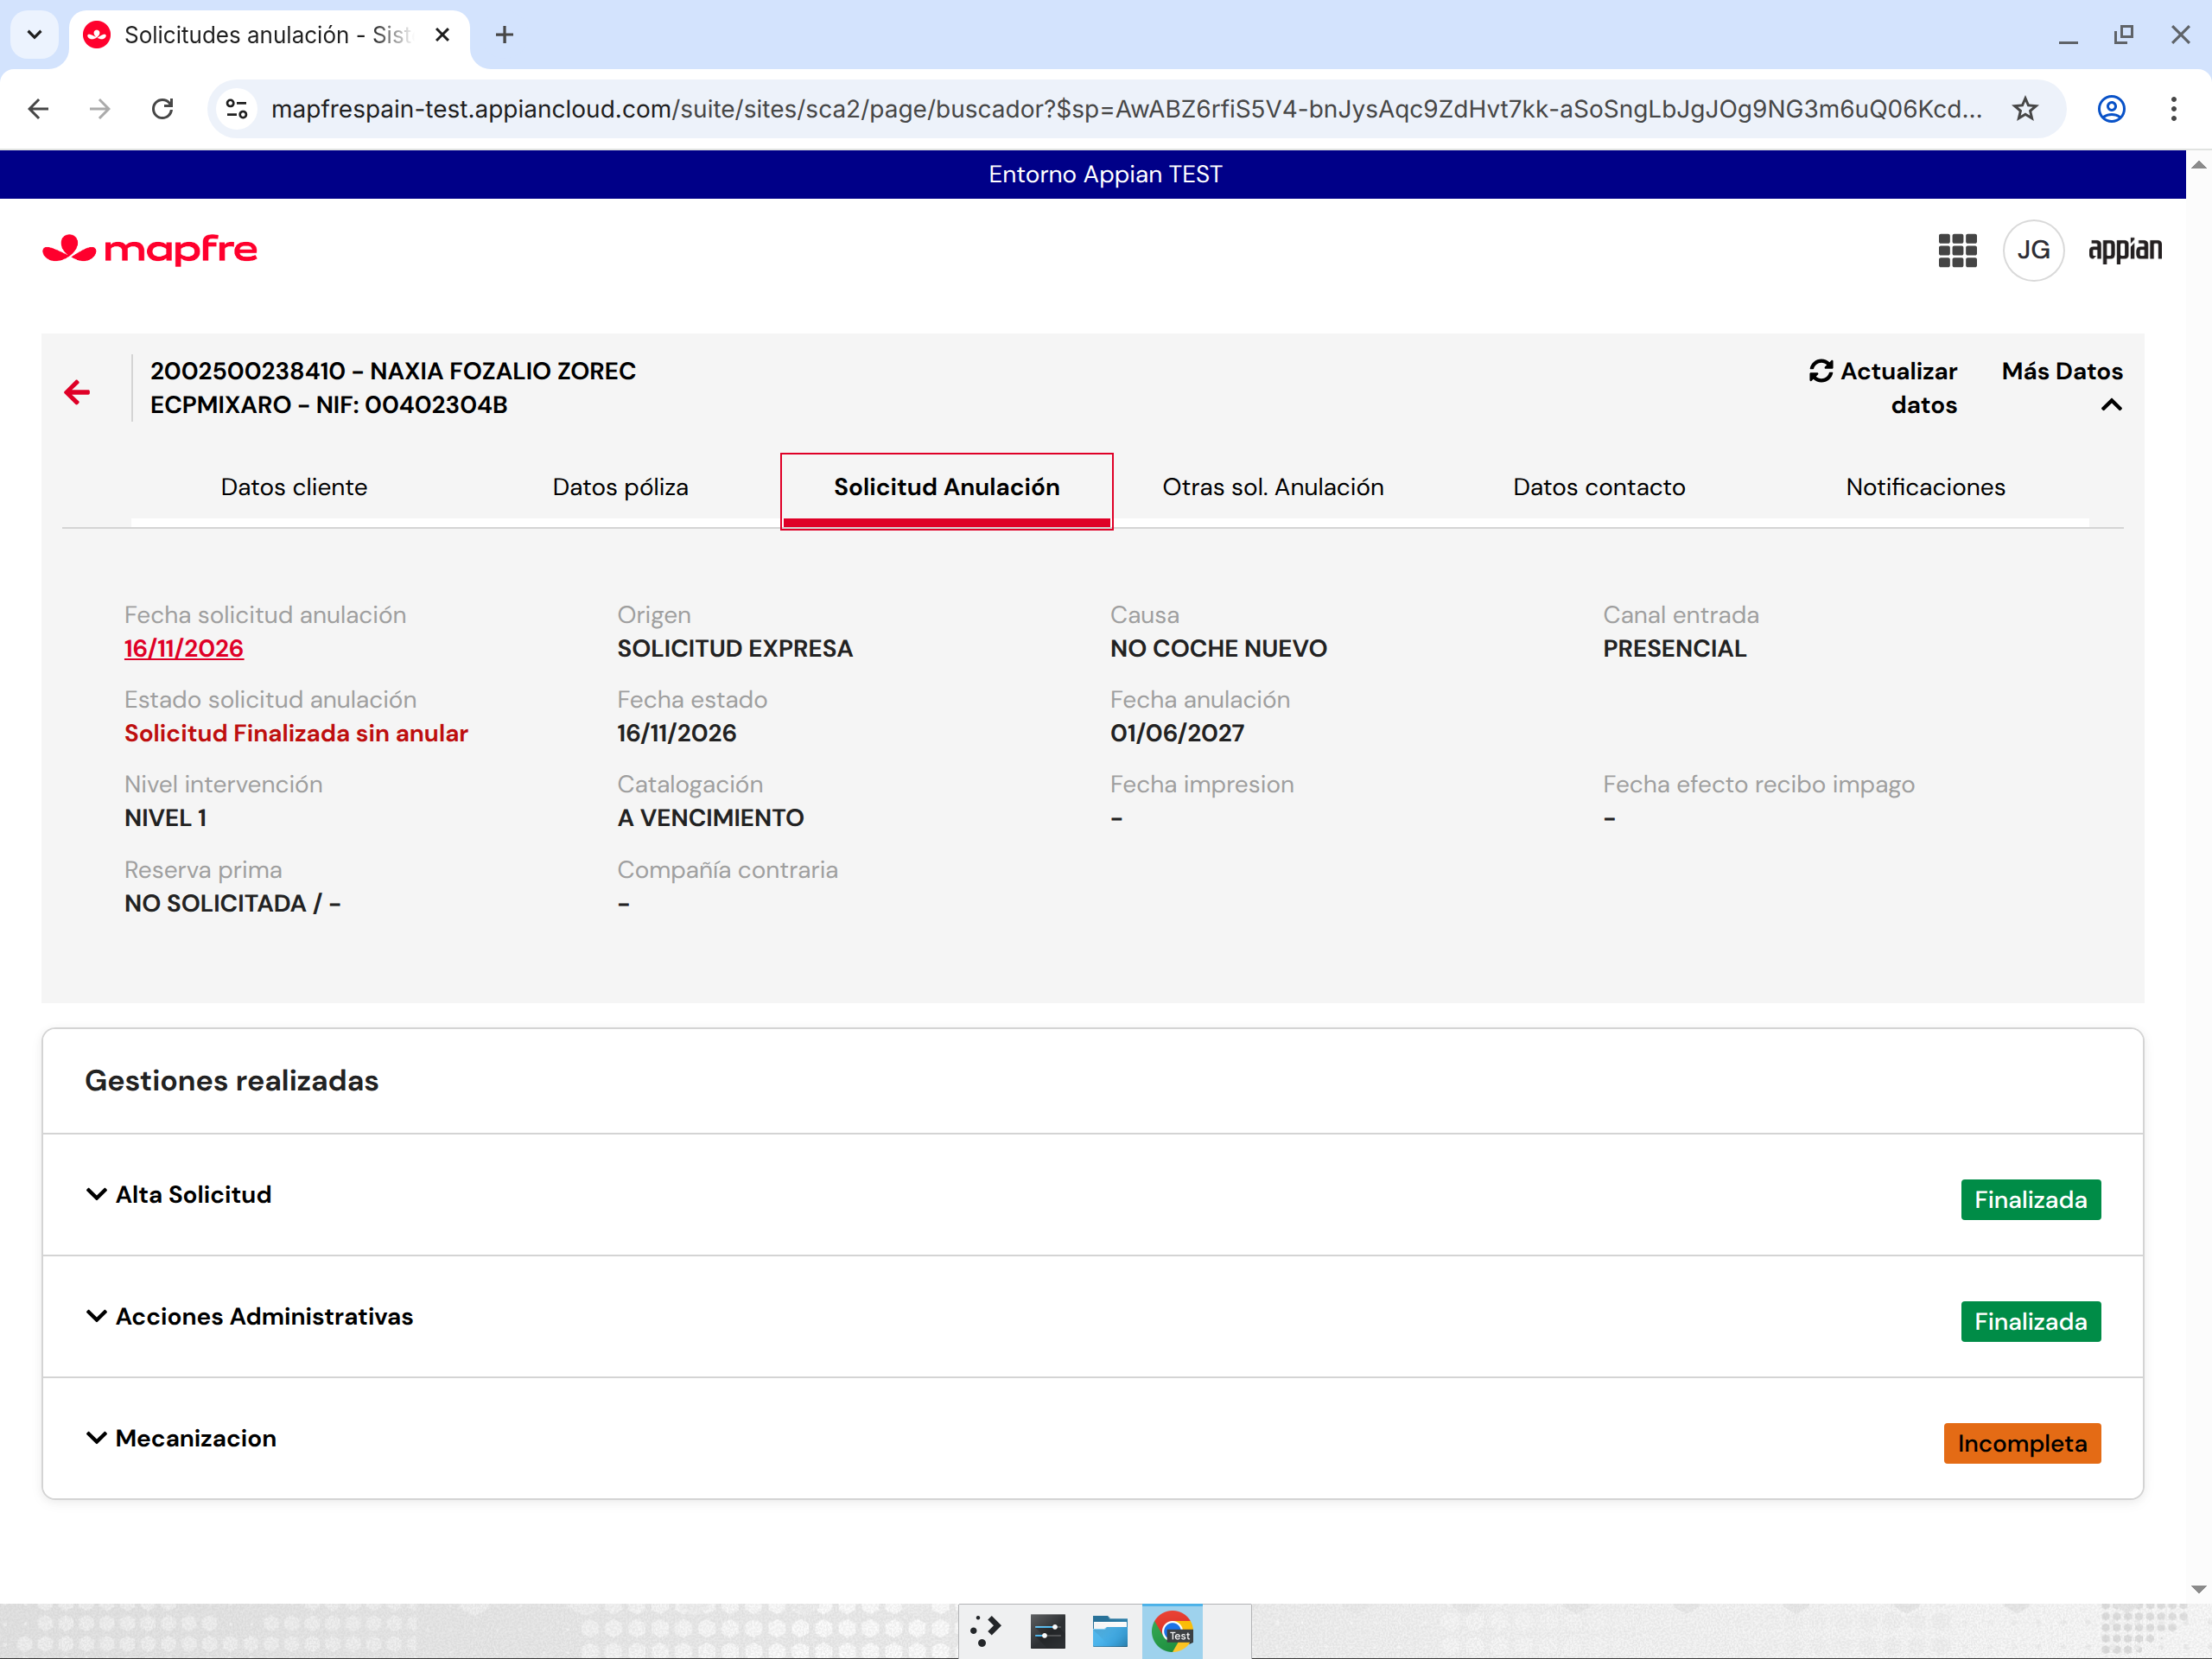 Solicitudes anulación - Sist
mapfrespain-test.appiancloud.com/suite/sites/sca2/page/buscador?$sp=AwABZ6rfiS5V4-bnJysAqc9ZdHvt7kk-aSoSngLbJgJOg9NG3m6uQ06Kcd...
Entorno Appian TEST
mapfre
JG
appian
2002500238410 – NAXIA FOZALIO ZOREC
ECPMIXARO – NIF: 00402304B
Actualizar
datos
Más Datos
Datos cliente
Datos póliza
Solicitud Anulación
Otras sol. Anulación
Datos contacto
Notificaciones
Fecha solicitud anulación
16/11/2026
Origen
SOLICITUD EXPRESA
Causa
NO COCHE NUEVO
Canal entrada
PRESENCIAL
Estado solicitud anulación
Solicitud Finalizada sin anular
Fecha estado
16/11/2026
Fecha anulación
01/06/2027
Nivel intervención
NIVEL 1
Catalogación
A VENCIMIENTO
Fecha impresion
–
Fecha efecto recibo impago
–
Reserva prima
NO SOLICITADA / –
Compañía contraria
–
Gestiones realizadas
Alta Solicitud
Finalizada
Acciones Administrativas
Finalizada
Mecanizacion
Incompleta
Test